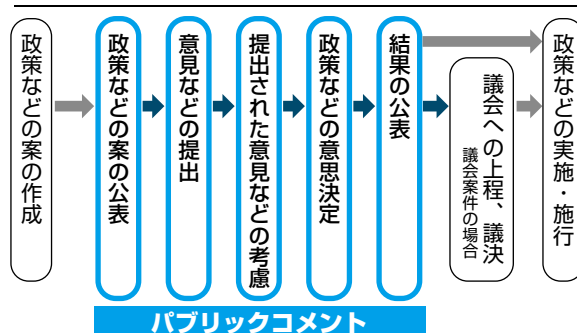 政策などの案の作成
政策などの案の公表
意見などの提出
提出された意見などの考慮
政策などの意思決定
結果の公表
議会への上程、議決
議会案件の場合
政策などの実施・施行
パブリックコメント